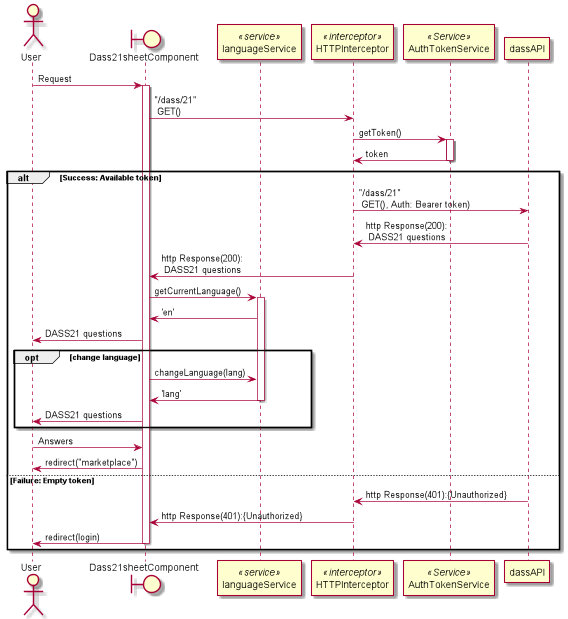 « service »
« interceptor »
« Service »
User
Dass21sheetComponent
languageService
HTTPInterceptor
AuthTokenService
dassAPI
Request
"/dass/21"
GET()
getToken()
token
alt
[Success: Available token]
"/dass/21"
GET(), Auth: Bearer token)
http Response(200):
DASS21 questions
http Response(200):
DASS21 questions
getCurrentLanguage()
'en'
DASS21 questions
opt
[change language]
changeLanguage(lang)
'lang'
DASS21 questions
Answers
redirect("marketplace")
[Failure: Empty token]
http Response(401):{Unauthorized}
http Response(401):{Unauthorized}
redirect(login)
User
Dass21sheetComponent
« service »
languageService
« interceptor »
HTTPInterceptor
« Service »
AuthTokenService
dassAPI